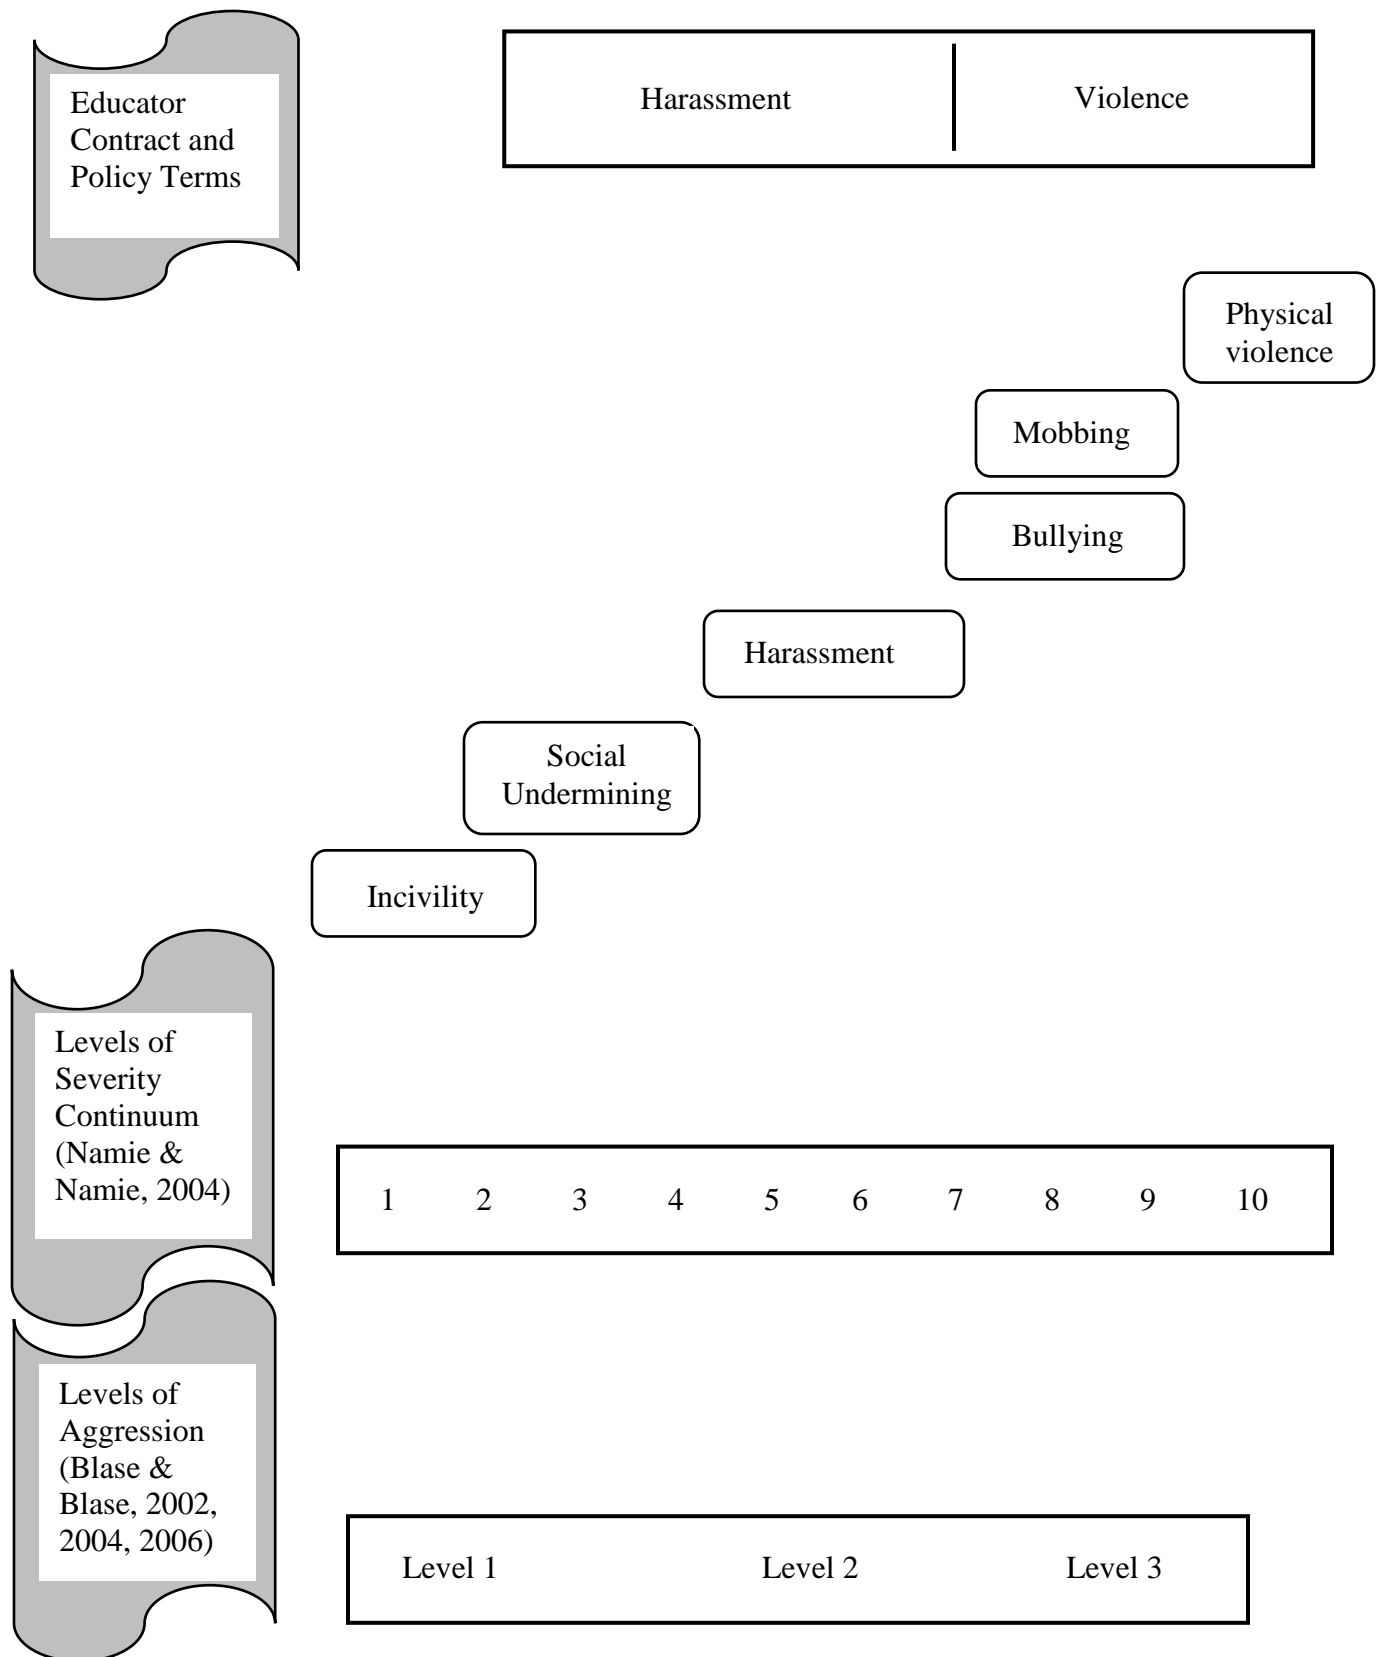 Educator
Contract and
Policy Terms
Harassment
Violence
Physical
violence
Mobbing
Bullying
Harassment
Social
Undermining
Incivility
Levels of
Severity
Continuum
(Namie &
Namie, 2004)
1 2 3 4 5 6 7 8 9 10
Levels of
Aggression
(Blase &
Blase, 2002,
2004, 2006)
Level 1 Level 2 Level 3